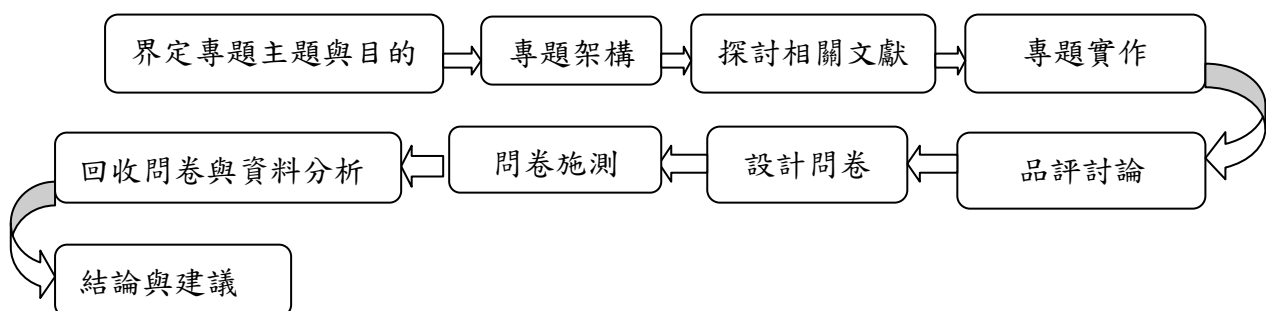 界定專題主題與目的
專題架構
探討相關文獻
專題實作
品評討論
設計問卷
問卷施測
回收問卷與資料分析
結論與建議